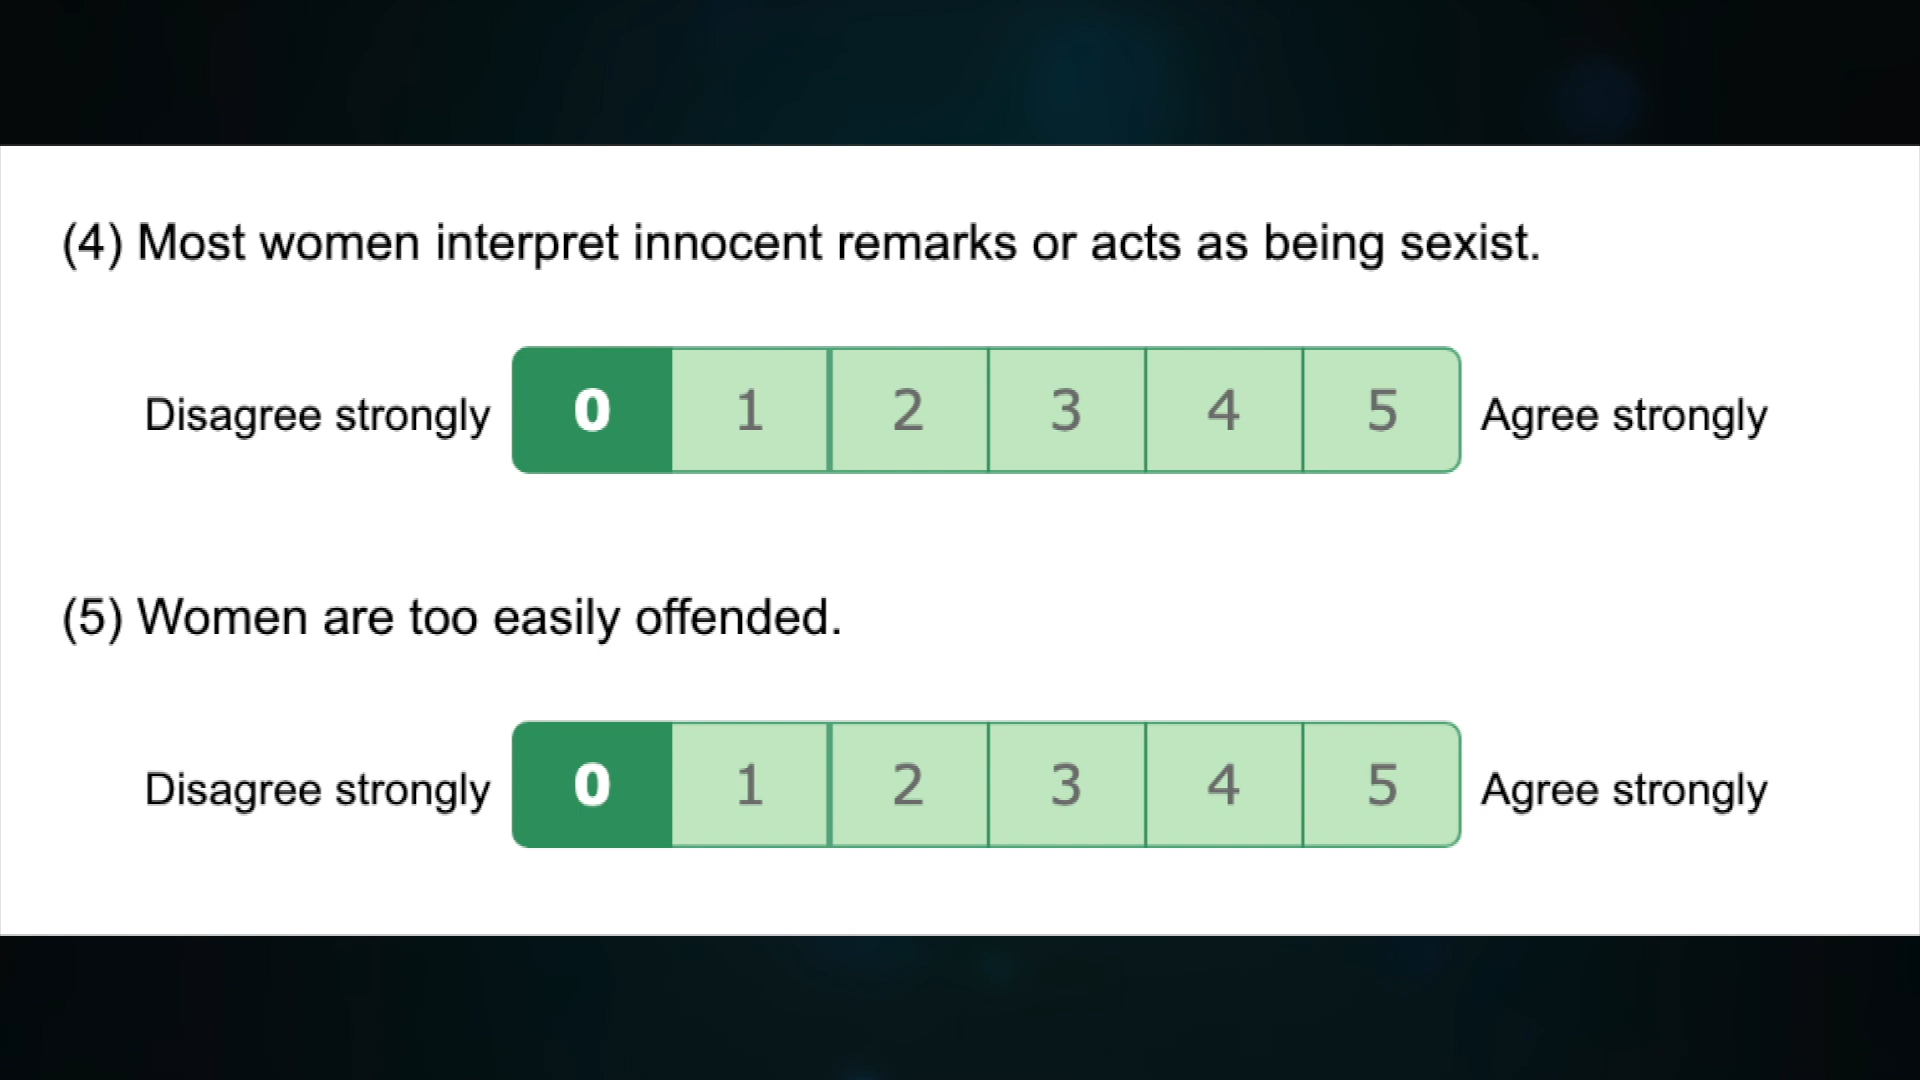 (4) Most women interpret innocent remarks or acts as being sexist.
Disagree strongly 0 1 2 3 4 5 Agree strongly
(5) Women are too easily offended.
Disagree strongly 0 1 2 3 4 5 Agree strongly